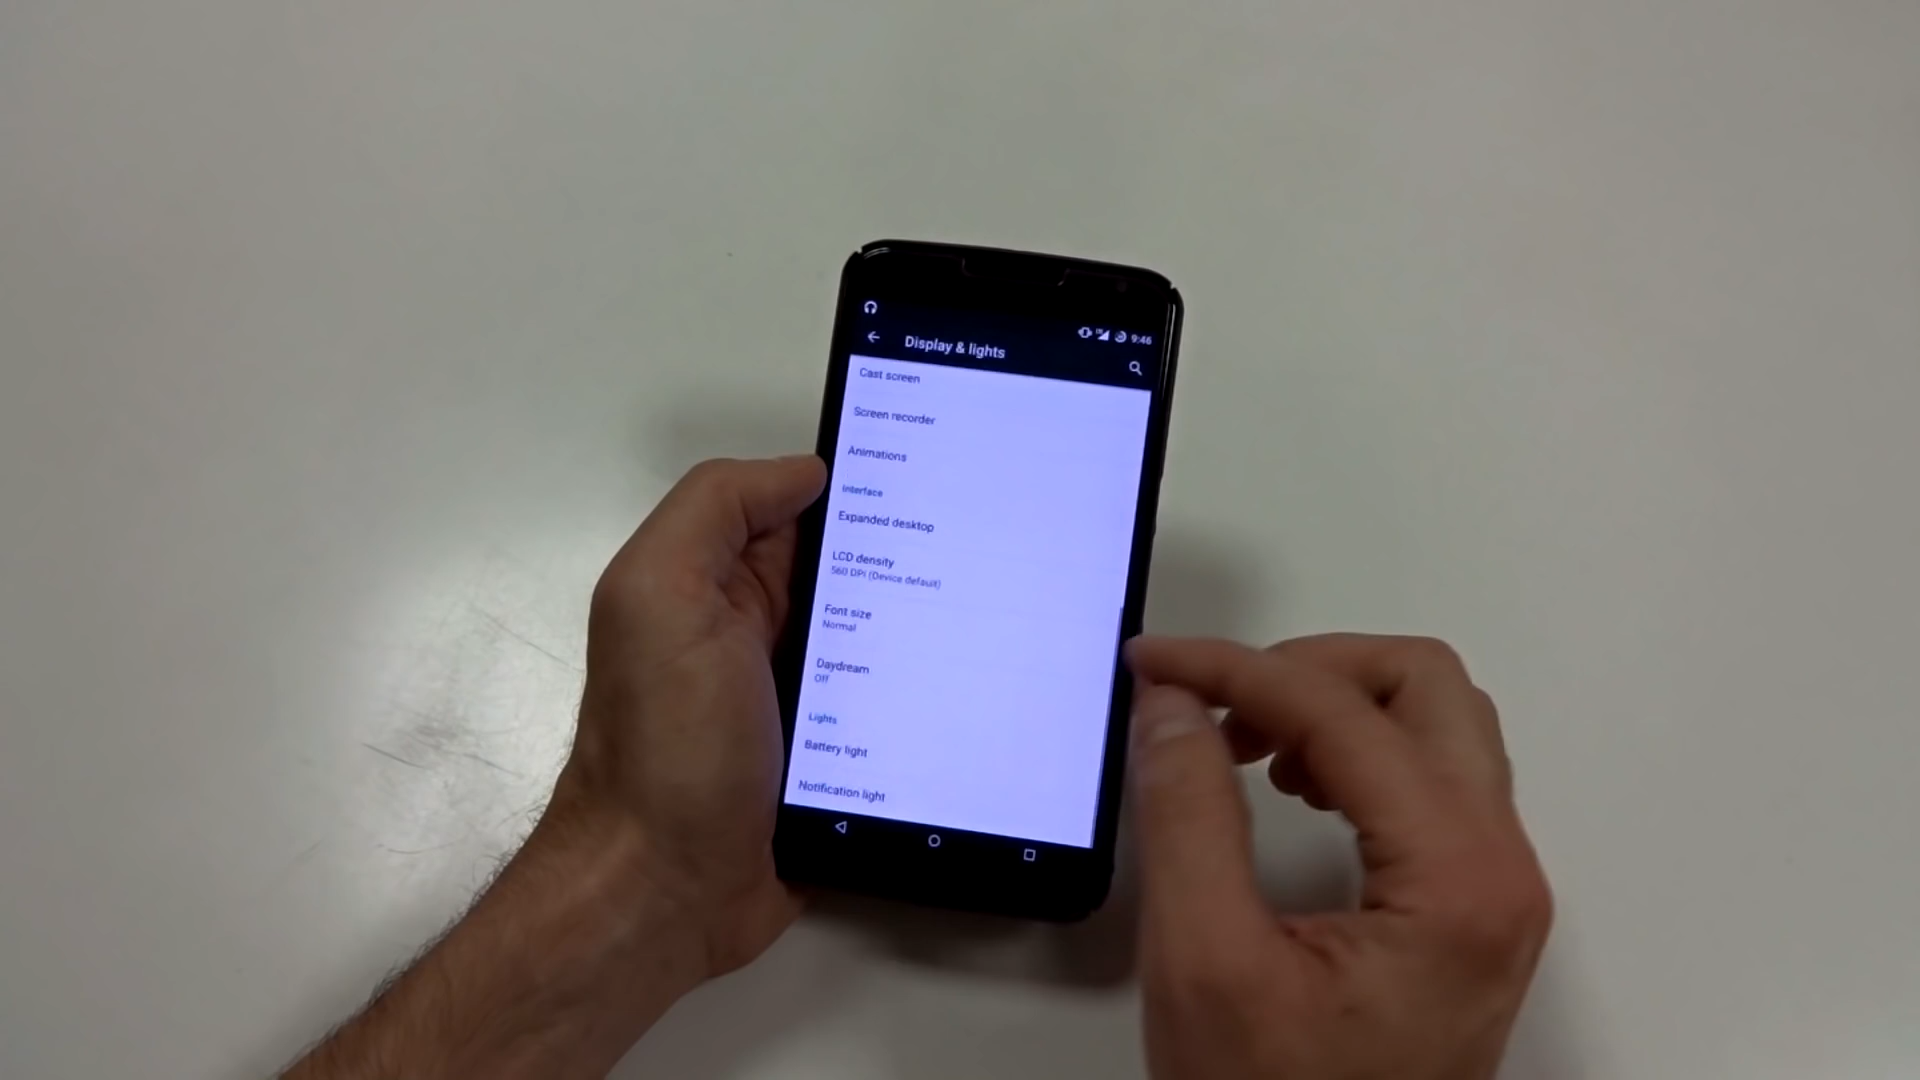 9:46
Display & lights
Cast screen
Screen recorder
Animations
Interface
Expanded desktop
LCD density
560 DPI (Device default)
Font size
Normal
Daydream
Off
Lights
Battery light
Notification light